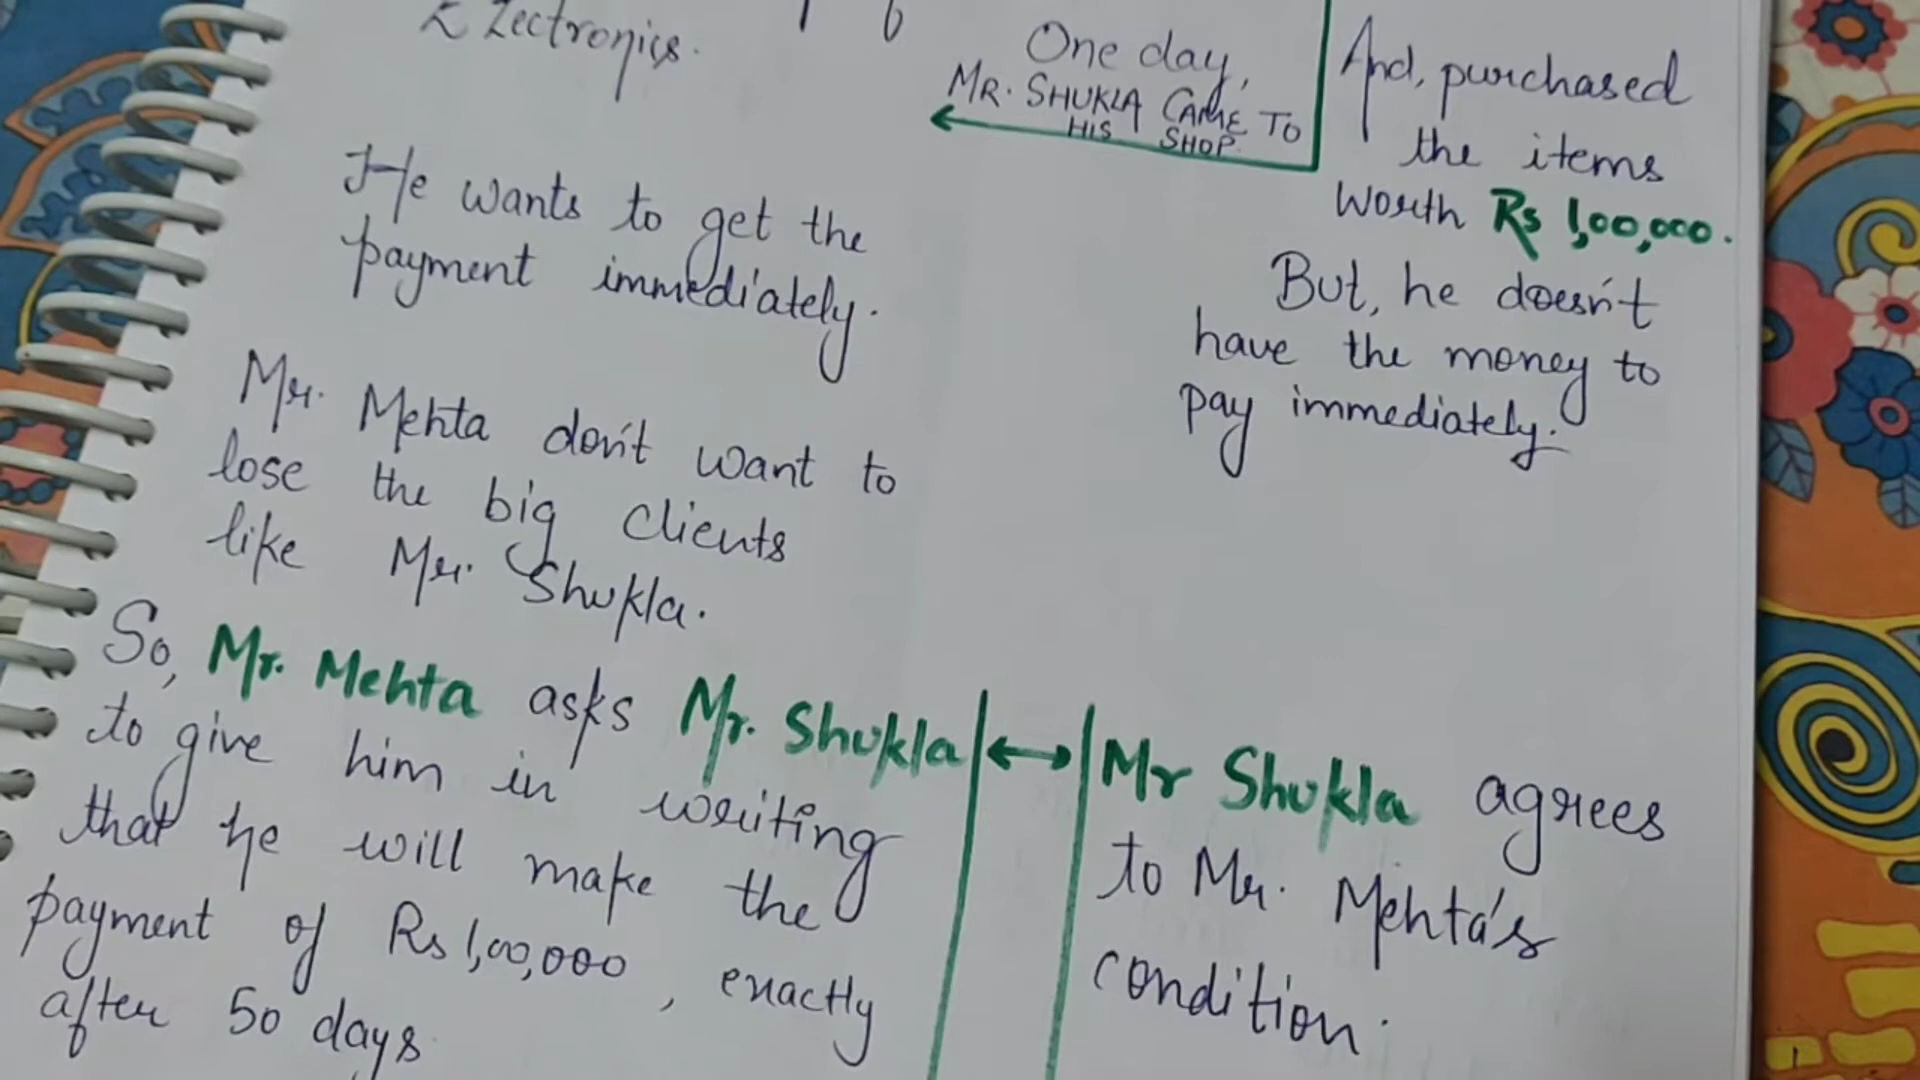 Electronics.
One day,
MR. SHUKLA CAME TO
HIS SHOP.
And, purchased
the items
worth Rs 1,00,000.
But, he doesn't
have the money to
pay immediately.
He wants to get the
payment immediately.
Mr. Mehta don't want to
lose the big clients
like Mr. Shukla.
So, Mr. Mehta asks Mr. Shukla
to give him in writing
that he will make the
payment of Rs 1,00,000, exactly
after 50 days
Mr Shukla agrees
to Mr. Mehta's
condition.